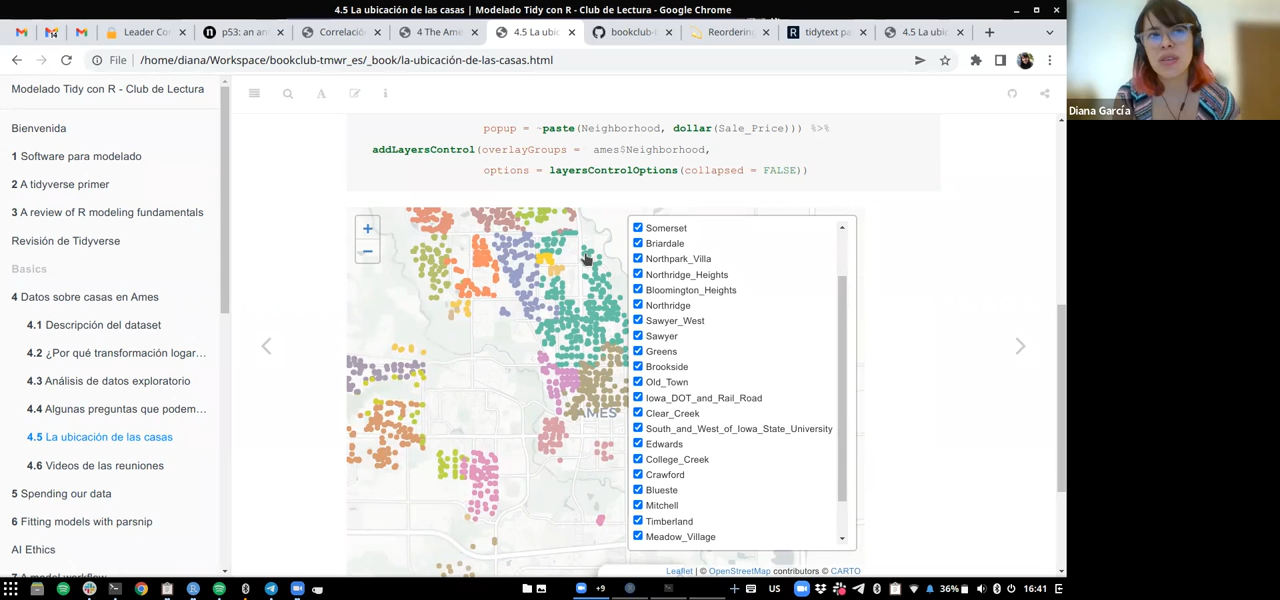 4.5 La ubicación de las casas | Modelado Tidy con R - Club de Lectura - Google Chrome
Leader Co
p53: an an
Correlació
4 The Ame
4.5 La ubic
bookclub-
Reordering
tidytext pa
4.5 La ubic
File
/home/diana/Workspace/bookclub-tmwr_es/_book/la-ubicación-de-las-casas.html
Diana García
Modelado Tidy con R - Club de Lectura
Bienvenida
1 Software para modelado
2 A tidyverse primer
3 A review of R modeling fundamentals
Revisión de Tidyverse
Basics
4 Datos sobre casas en Ames
4.1 Descripción del dataset
4.2 ¿Por qué transformación logar…
4.3 Análisis de datos exploratorio
4.4 Algunas preguntas que podem…
4.5 La ubicación de las casas
4.6 Videos de las reuniones
5 Spending our data
6 Fitting models with parsnip
AI Ethics
7 A model workflow
popup = ~paste(Neighborhood, dollar(Sale_Price))) %>%
addLayersControl(overlayGroups = ames$Neighborhood,
options = layersControlOptions(collapsed = FALSE))
+
−
AMES
Somerset
Briardale
Northpark_Villa
Northridge_Heights
Bloomington_Heights
Northridge
Sawyer_West
Sawyer
Greens
Brookside
Old_Town
Iowa_DOT_and_Rail_Road
Clear_Creek
South_and_West_of_Iowa_State_University
Edwards
College_Creek
Crawford
Blueste
Mitchell
Timberland
Meadow_Village
Leaflet | © OpenStreetMap contributors © CARTO
+9
US
36%
16:41